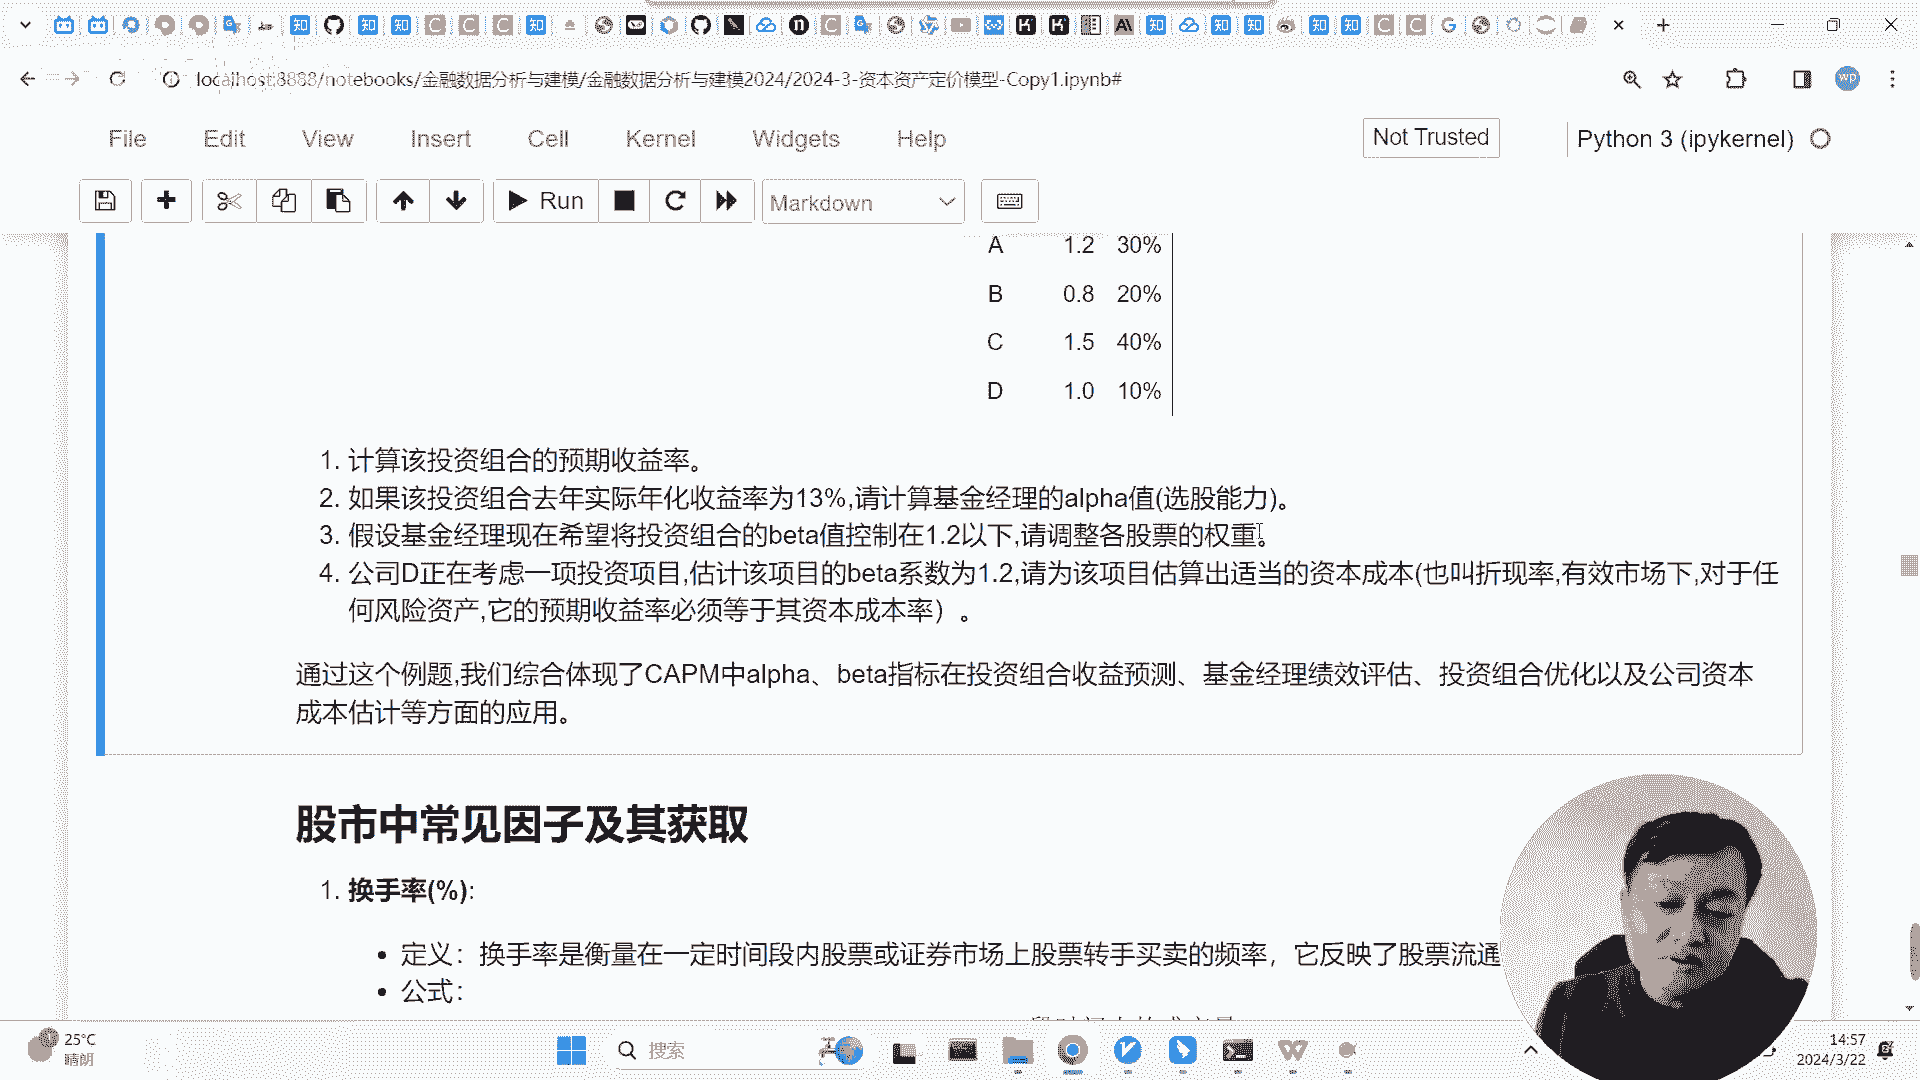 localhost:8888/notebooks/金融数据分析与建模/金融数据分析与建模2024/2024-3-资本资产定价模型-Copy1.ipynb#
File Edit View Insert Cell Kernel Widgets Help
Not Trusted
Python 3 (ipykernel)
Run
Markdown
A 1.2 30%
B 0.8 20%
C 1.5 40%
D 1.0 10%
1. 计算该投资组合的预期收益率。
2. 如果该投资组合去年实际年化收益率为13%,请计算基金经理的alpha值(选股能力)。
3. 假设基金经理现在希望将投资组合的beta值控制在1.2以下,请调整各股票的权重。
4. 公司D正在考虑一项投资项目,估计该项目的beta系数为1.2,请为该项目估算出适当的资本成本(也叫折现率,有效市场下,对于任
何风险资产,它的预期收益率必须等于其资本成本率）。
通过这个例题,我们综合体现了CAPM中alpha、beta指标在投资组合收益预测、基金经理绩效评估、投资组合优化以及公司资本
成本估计等方面的应用。
股市中常见因子及其获取
1. 换手率(%):
• 定义：换手率是衡量在一定时间段内股票或证券市场上股票转手买卖的频率，它反映了股票流通
• 公式：
25°C
晴朗
搜索
14:57
2024/3/22